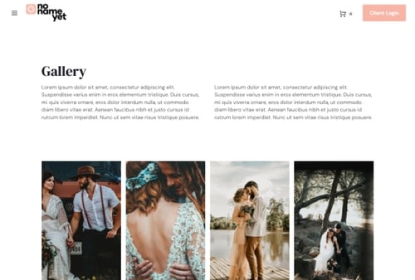 no
name
yet
4
Client Login
Gallery
Lorem ipsum dolor sit amet, consectetur adipiscing elit.
Suspendisse varius enim in eros elementum tristique. Duis cursus,
mi quis viverra ornare, eros dolor interdum nulla, ut commodo
diam libero vitae erat. Aenean faucibus nibh et justo cursus id
rutrum lorem imperdiet. Nunc ut sem vitae risus tristique posuere.
Lorem ipsum dolor sit amet, consectetur adipiscing elit.
Suspendisse varius enim in eros elementum tristique. Duis cursus,
mi quis viverra ornare, eros dolor interdum nulla, ut commodo
diam libero vitae erat. Aenean faucibus nibh et justo cursus id
rutrum lorem imperdiet. Nunc ut sem vitae risus tristique posuere.